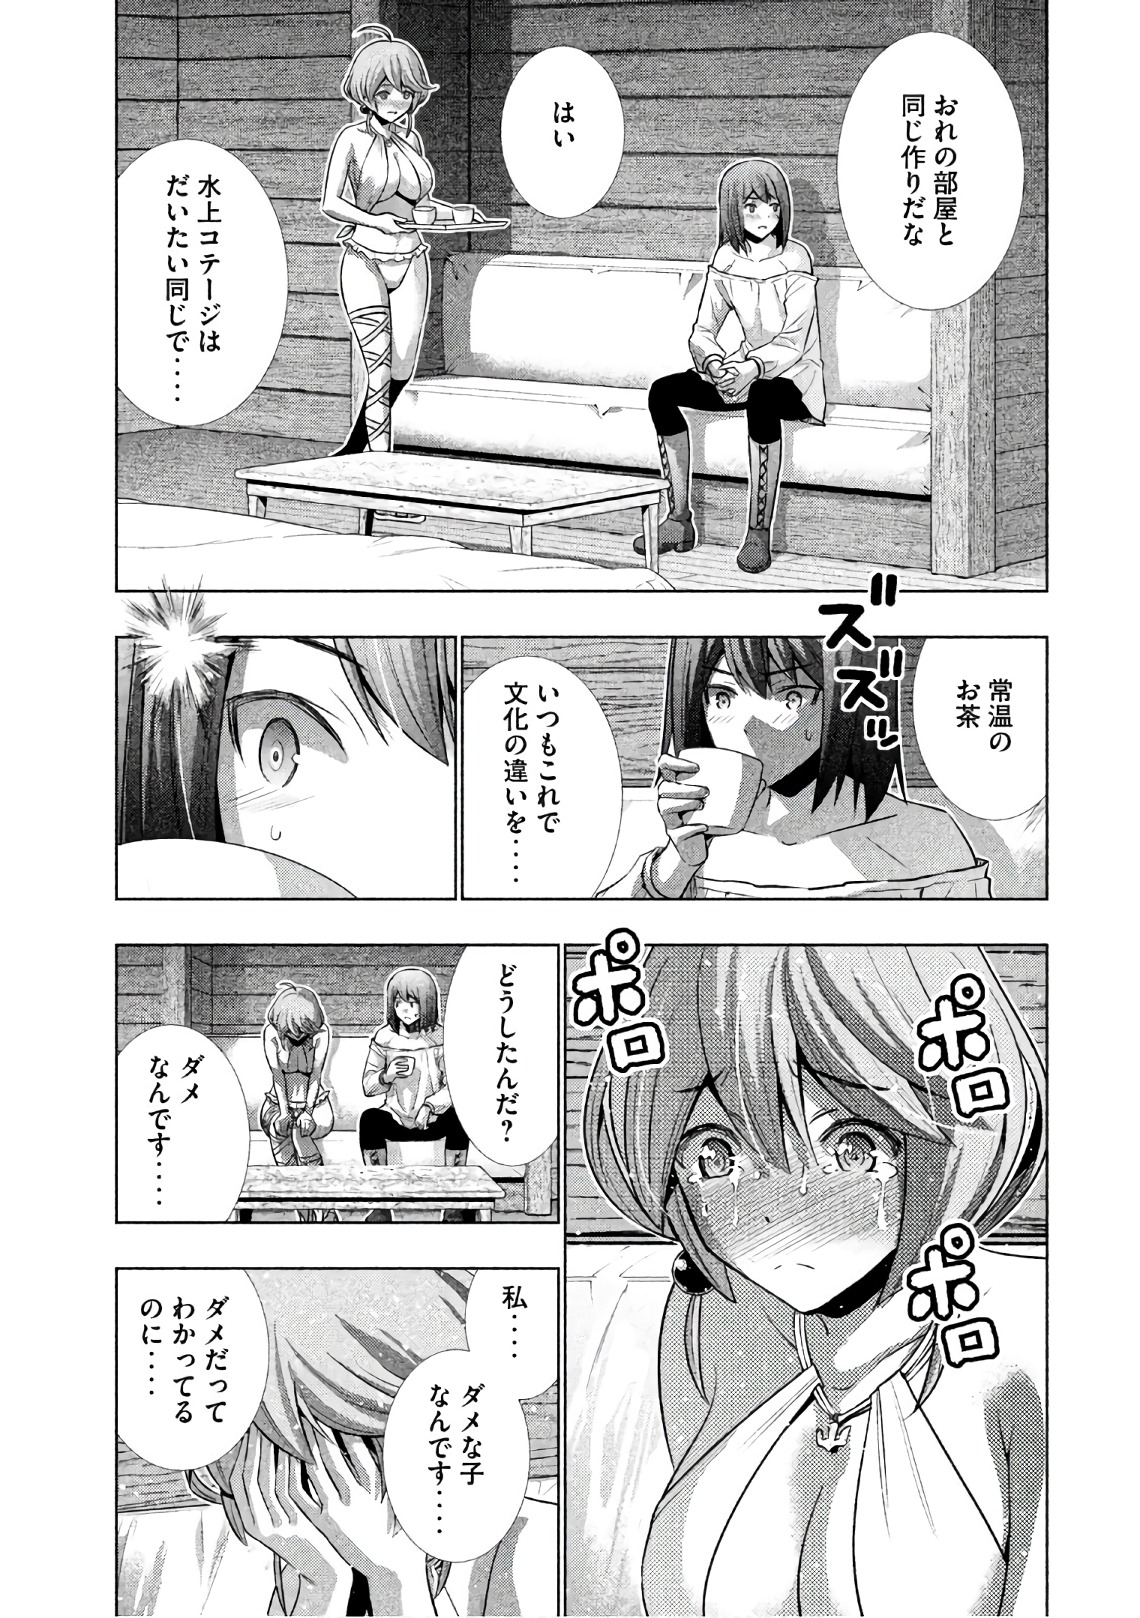 おれの部屋と
同じ作りだな
はい
水上コテージは
だいたい同じで‥‥
常温の
お茶
ズズズッ
いつもこれで
文化の違いを‥‥
ポロ
ポロ
ポロ
どうしたんだ？
ダメ
なんです‥‥
私‥‥
ダメな子
なんです‥‥
ダメだって
わかってる
のに‥‥